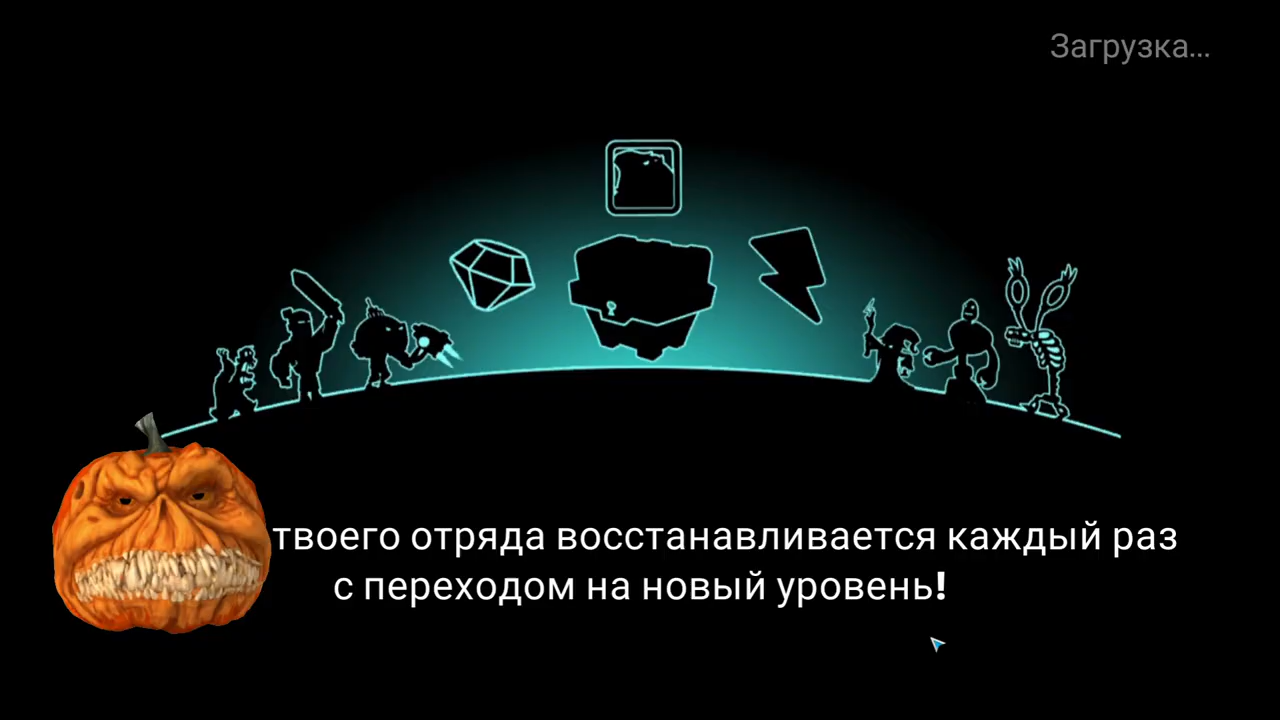 Загрузка...
твоего отряда восстанавливается каждый раз
с переходом на новый уровень!